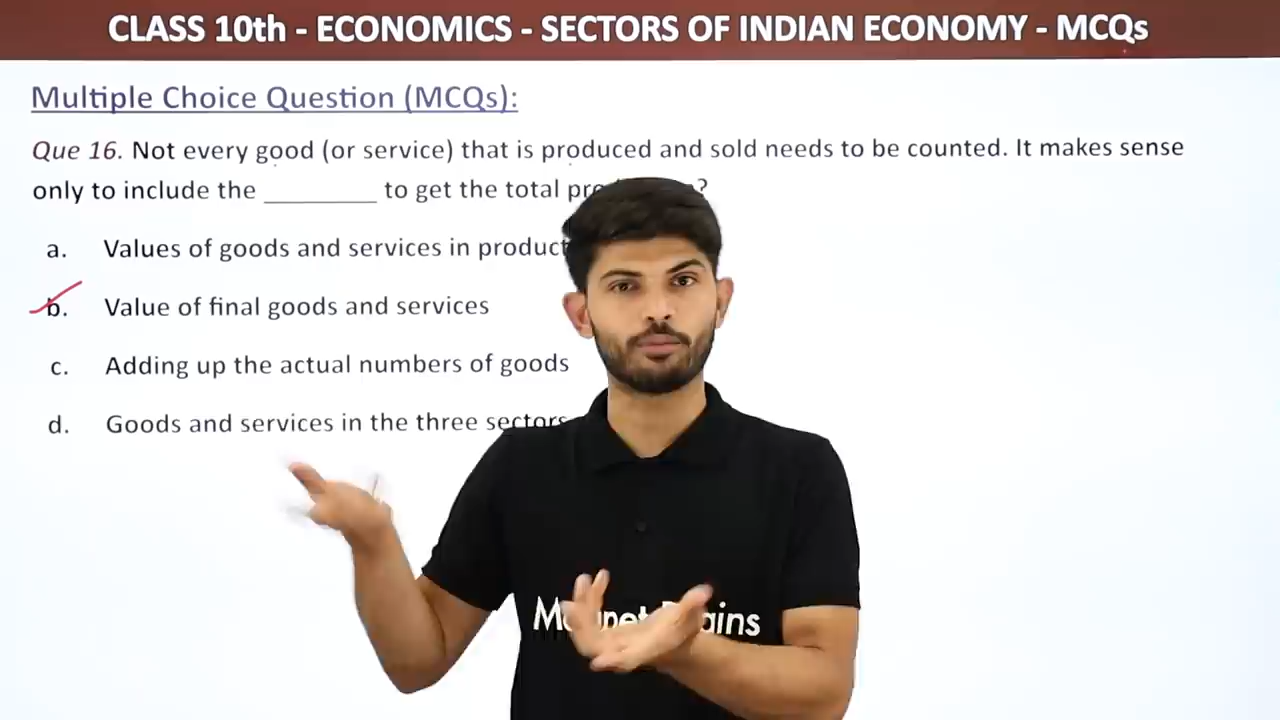 CLASS 10th - ECONOMICS - SECTORS OF INDIAN ECONOMY - MCQs
Multiple Choice Question (MCQs):
Que 16. Not every good (or service) that is produced and sold needs to be counted. It makes sense
only to include the ________ to get the total ?
a. Values of goods and services in
b. Value of final goods and services
c. Adding up the actual numbers of goods
d. Goods and services in the three sectors